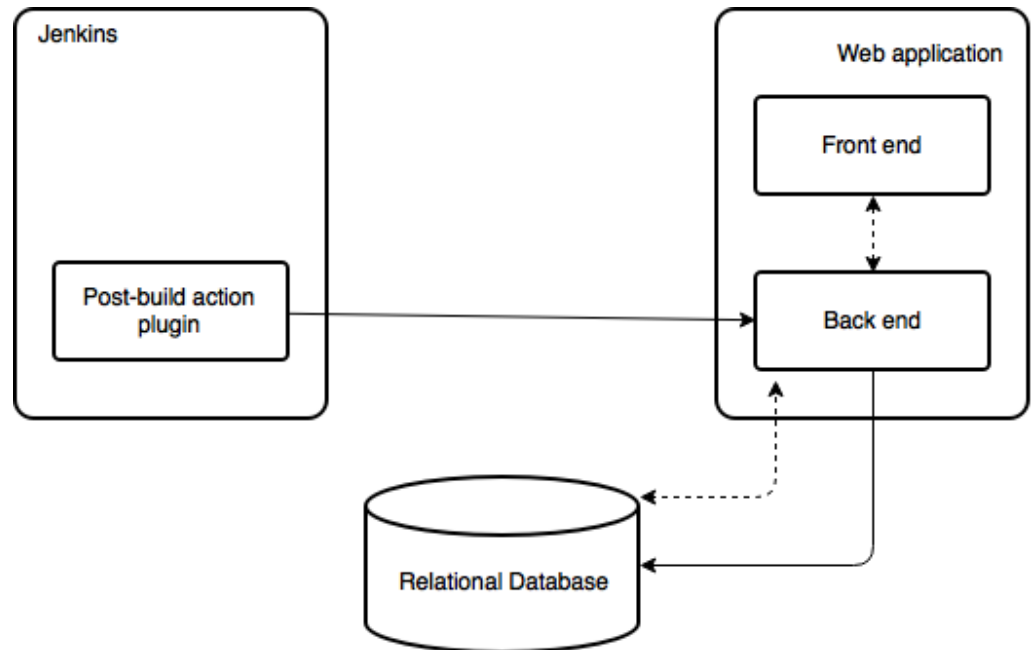 Jenkins
Web application
Front end
Post-build action
plugin
Back end
Relational Database